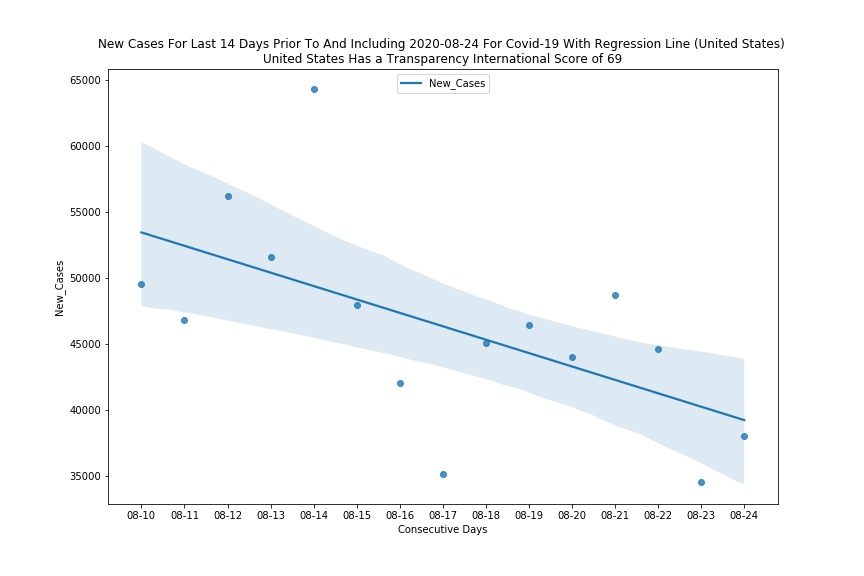 New Cases For Last 14 Days Prior To And Including 2020-08-24 For Covid-19 With Regression Line (United States)
United States Has a Transparency International Score of 69
New_Cases
65000
60000
55000
50000
45000
40000
35000
New_Cases
08-10 08-11 08-12 08-13 08-14 08-15 08-16 08-17 08-18 08-19 08-20 08-21 08-22 08-23 08-24
Consecutive Days